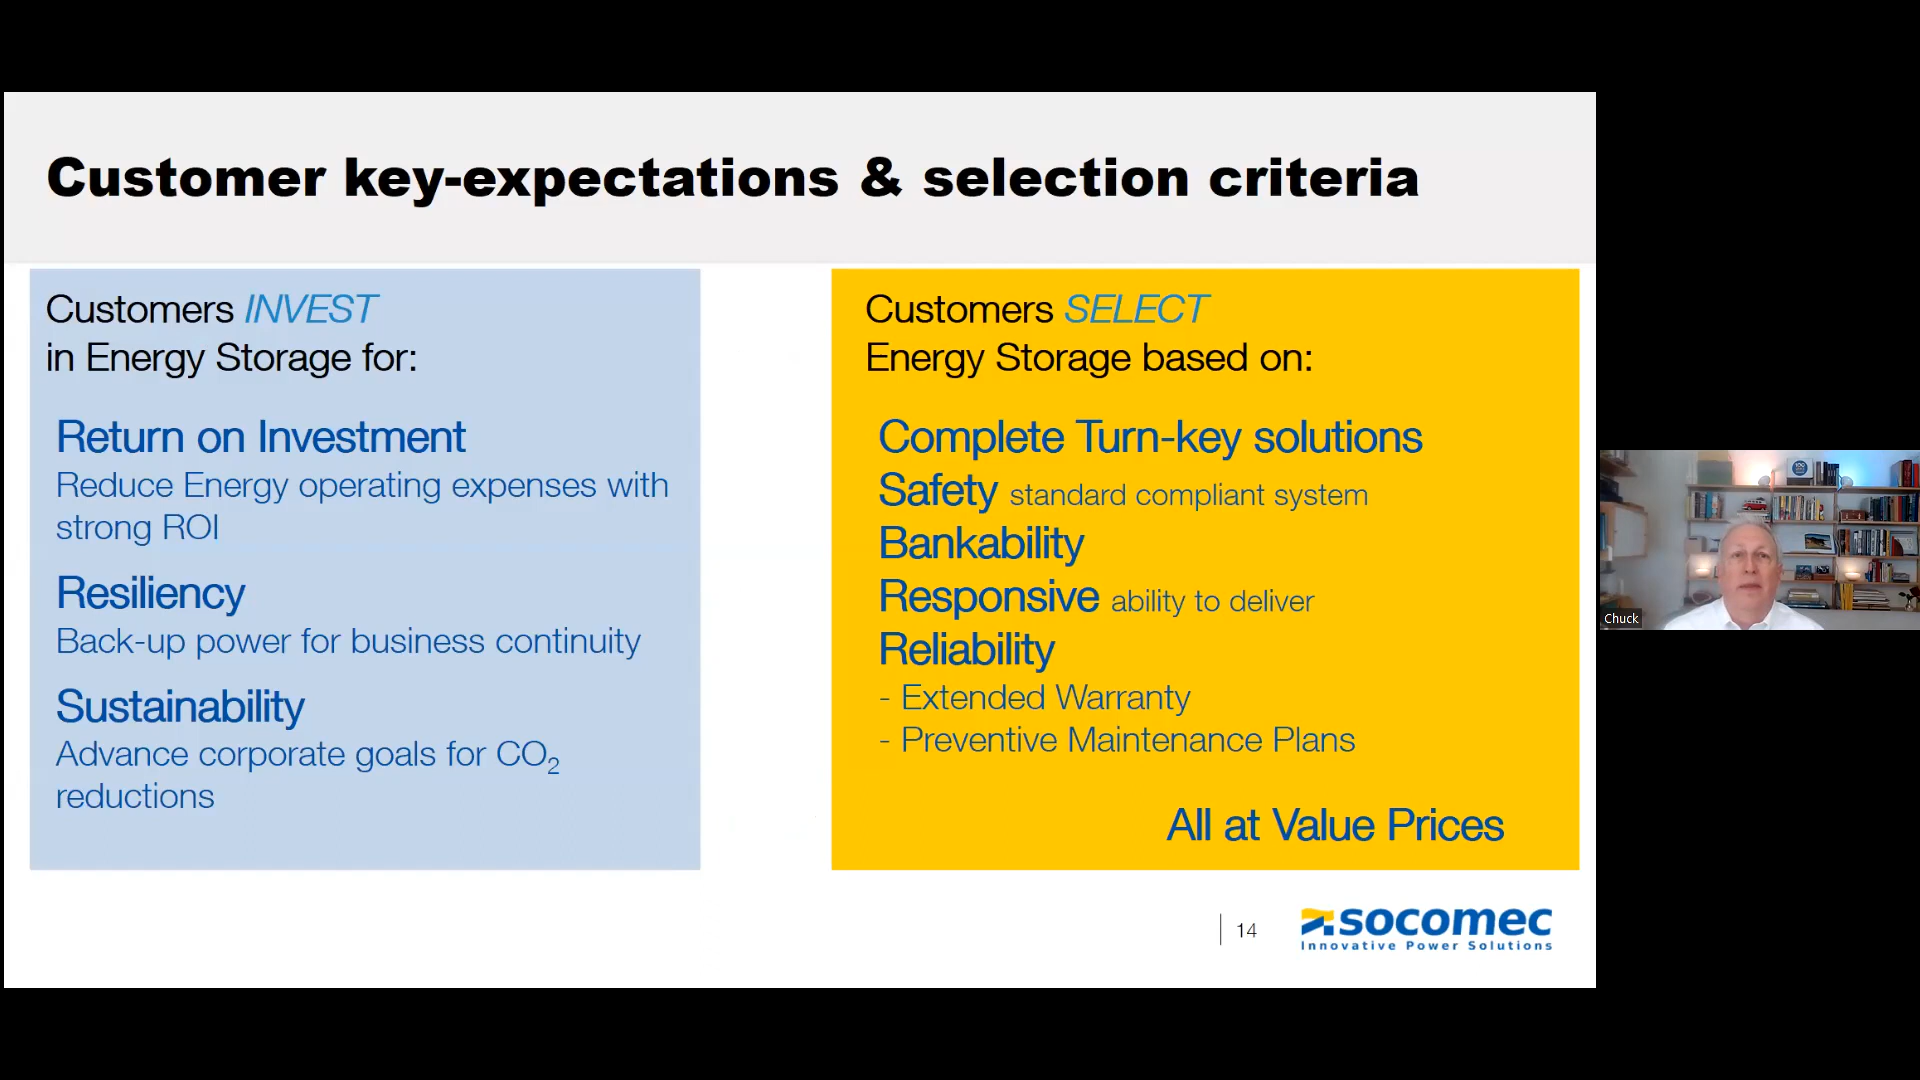 Customer key-expectations & selection criteria
Customers INVEST
in Energy Storage for:
Return on Investment
Reduce Energy operating expenses with
strong ROI
Resiliency
Back-up power for business continuity
Sustainability
Advance corporate goals for CO₂
reductions
Customers SELECT
Energy Storage based on:
Complete Turn-key solutions
Safety standard compliant system
Bankability
Responsive ability to deliver
Reliability
- Extended Warranty
- Preventive Maintenance Plans
All at Value Prices
14
socomec
Innovative Power Solutions
Chuck